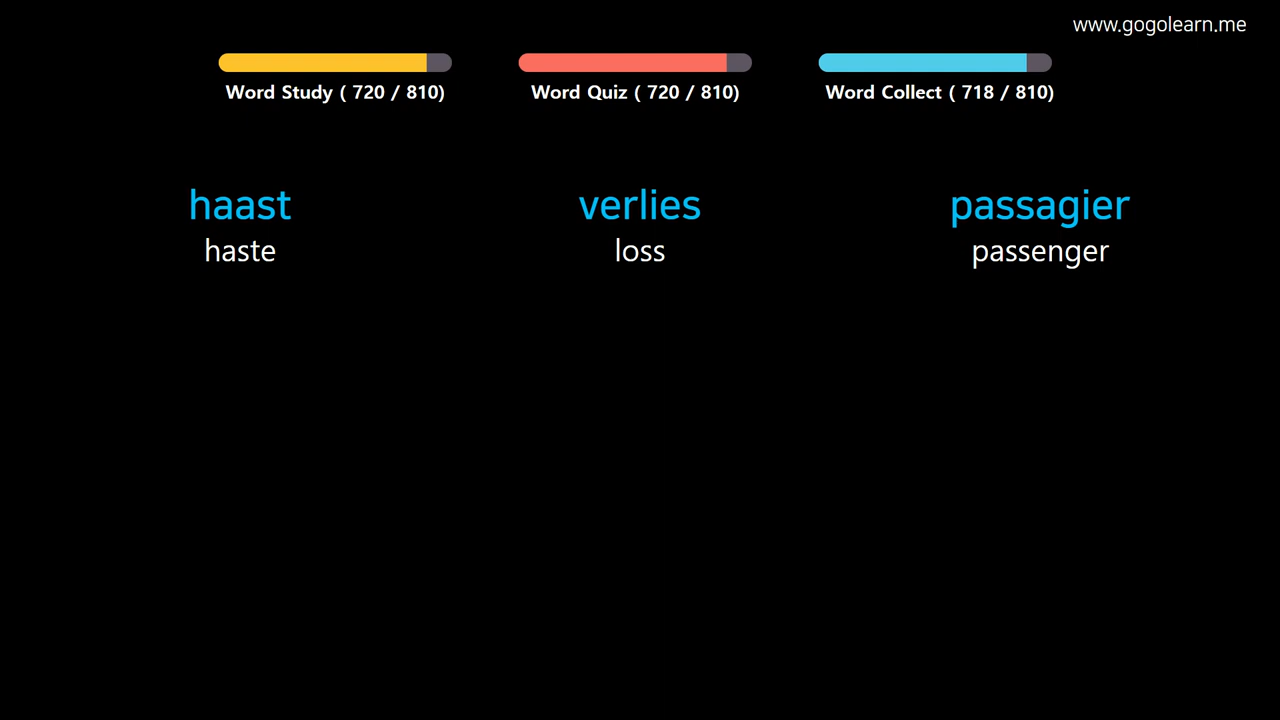 www.gogolearn.me
Word Study ( 720 / 810)
Word Quiz ( 720 / 810)
Word Collect ( 718 / 810)
haast
haste
verlies
loss
passagier
passenger